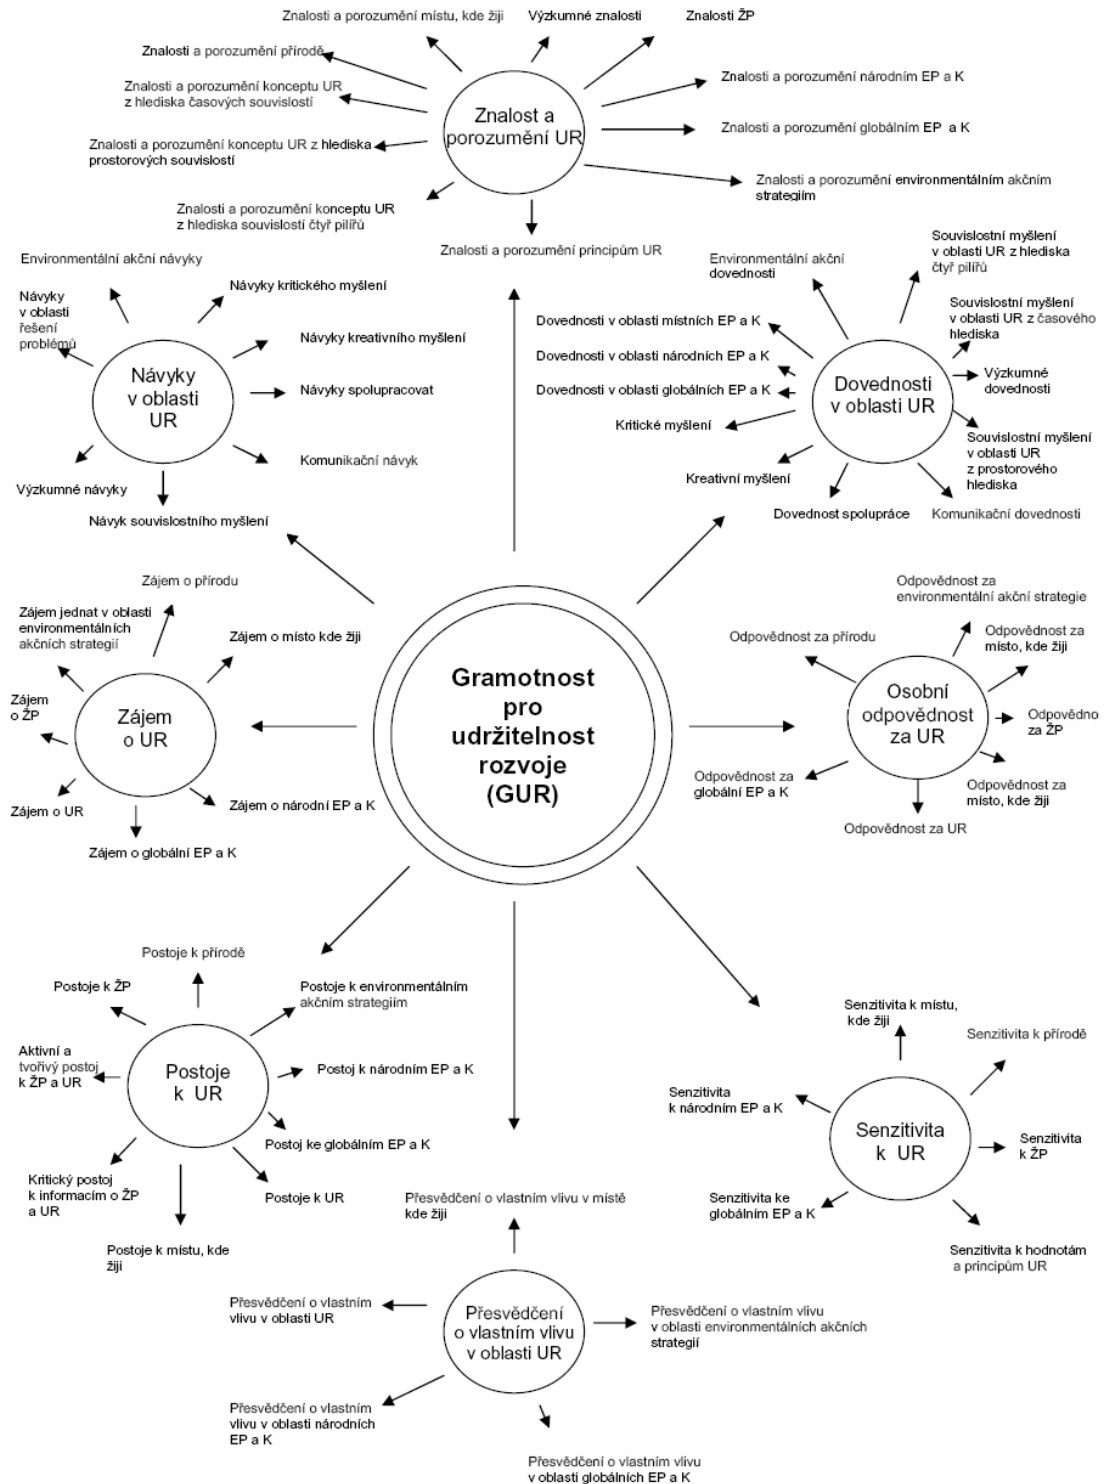 Znalosti a porozumění místu, kde žiji
Výzkumné znalosti
Znalosti ŽP
Znalosti a porozumění přírodě
Znalosti a porozumění národním EP a K
Znalosti a porozumění konceptu UR
z hlediska časových souvislostí
Znalost a
porozumění UR
Znalosti a porozumění globálním EP a K
Znalosti a porozumění konceptu UR z hlediska
prostorových souvislostí
Znalosti a porozumění environmentálním akčním
strategiím
Znalosti a porozumění konceptu UR
z hlediska souvislostí čtyř pilířů
Znalosti a porozumění principům UR
Environmentální akční návyky
Návyky
v oblasti
řešení
problémů
Návyky kritického myšlení
Návyky kreativního myšlení
Návyky
v oblasti
UR
Návyky spolupracovat
Komunikační návyk
Výzkumné návyky
Návyk souvislostního myšlení
Environmentální akční
dovednosti
Souvislostní myšlení
v oblasti UR z hlediska
čtyř pilířů
Dovednosti v oblasti místních EP a K
Souvislostní myšlení
v oblasti UR z časového
hlediska
Dovednosti v oblasti národních EP a K
Dovednosti v oblasti globálních EP a K
Dovednosti
v oblasti UR
Výzkumné
dovednosti
Kritické myšlení
Souvislostní myšlení
v oblasti UR
z prostorového
hlediska
Kreativní myšlení
Dovednost spolupráce
Komunikační dovednosti
Zájem o přírodu
Zájem jednat v oblasti
environmentálních
akčních strategií
Zájem o místo kde žiji
Zájem
o ŽP
Zájem
o UR
Zájem o UR
Zájem o národní EP a K
Zájem o globální EP a K
Gramotnost
pro
udržitelnost
rozvoje
(GUR)
Odpovědnost za
environmentální akční strategie
Odpovědnost za přírodu
Odpovědnost za
místo, kde žiji
Osobní
odpovědnost
za UR
Odpovědno
za ŽP
Odpovědnost za
globální EP a K
Odpovědnost za
místo, kde žiji
Odpovědnost za UR
Postoje k přírodě
Postoje k ŽP
Postoje k environmentálním
akčním strategiím
Aktivní a
tvořivý postoj
k ŽP a UR
Postoje
k UR
Postoj k národním EP a K
Postoj ke globálním EP a K
Kritický postoj
k informacím o ŽP
a UR
Postoje k UR
Postoje k místu, kde
žiji
Senzitivita k místu,
kde žiji
Senzitivita k přírodě
Senzitivita
k národním EP a K
Senzitivita
k UR
Senzitivita
k ŽP
Senzitivita ke
globálním EP a K
Senzitivita k hodnotám
a principům UR
Přesvědčení o vlastním vlivu v místě
kde žiji
Přesvědčení o vlastním
vlivu v oblasti UR
Přesvědčení
o vlastním vlivu
v oblasti UR
Přesvědčení o vlastním vlivu
v oblasti environmentálních akčních
strategií
Přesvědčení o vlastním
vlivu v oblasti národních
EP a K
Přesvědčení o vlastním vlivu
v oblasti globálních EP a K